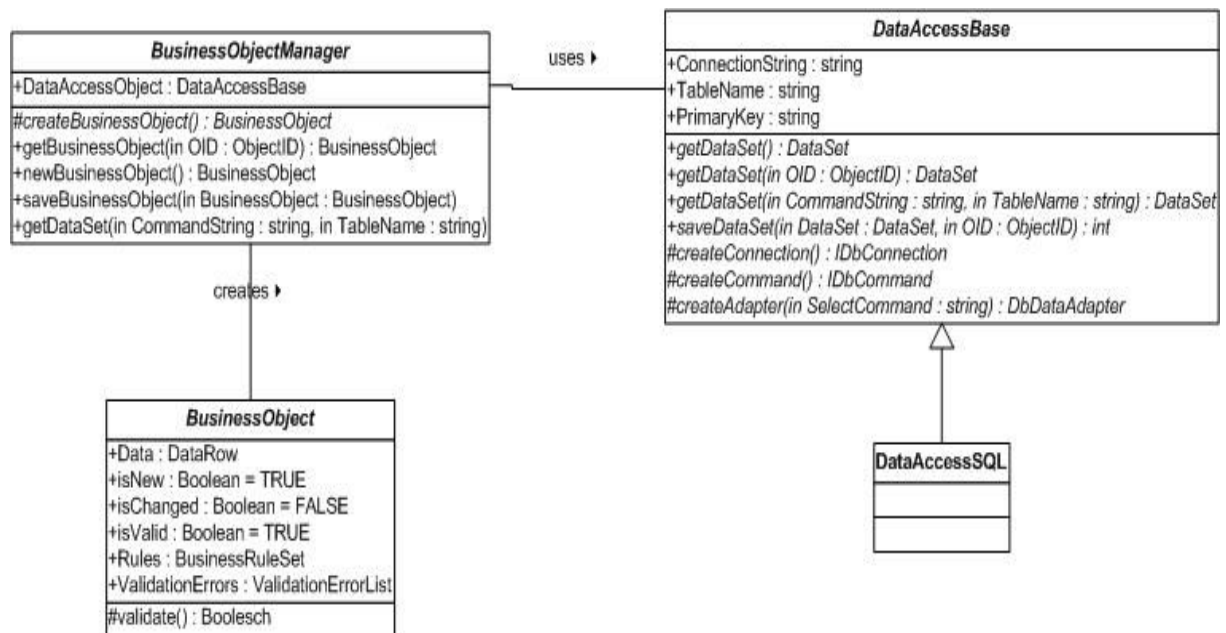 BusinessObjectManager
+DataAccessObject : DataAccessBase
#createBusinessObject() : BusinessObject
+getBusinessObject(in OID : ObjectID) : BusinessObject
+newBusinessObject() : BusinessObject
+saveBusinessObject(in BusinessObject : BusinessObject)
+getDataSet(in CommandString : string, in TableName : string)
uses
DataAccessBase
+ConnectionString : string
+TableName : string
+PrimaryKey : string
+getDataSet() : DataSet
+getDataSet(in OID : ObjectID) : DataSet
+getDataSet(in CommandString : string, in TableName : string) : DataSet
+saveDataSet(in DataSet : DataSet, in OID : ObjectID) : int
#createConnection() : IDbConnection
#createCommand() : IDbCommand
#createAdapter(in SelectCommand : string) : DbDataAdapter
creates
BusinessObject
+Data : DataRow
+isNew : Boolean = TRUE
+isChanged : Boolean = FALSE
+isValid : Boolean = TRUE
+Rules : BusinessRuleSet
+ValidationErrors : ValidationErrorList
#validate() : Boolesch
DataAccessSQL